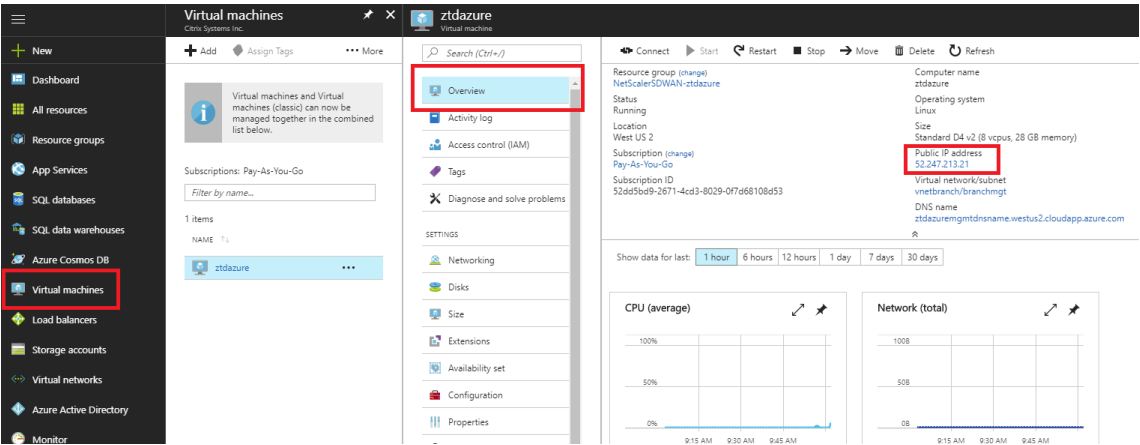 Virtual machines
Citrix Systems Inc.
ztdazure
Virtual machine
New
Dashboard
All resources
Resource groups
App Services
SQL databases
SQL data warehouses
Azure Cosmos DB
Virtual machines
Load balancers
Storage accounts
Virtual networks
Azure Active Directory
Monitor
Add
Assign Tags
More
Virtual machines and Virtual
machines (classic) can now be
managed together in the combined
list below.
Subscriptions: Pay-As-You-Go
Filter by name...
1 items
NAME
ztdazure
Search (Ctrl+/)
Overview
Activity log
Access control (IAM)
Tags
Diagnose and solve problems
SETTINGS
Networking
Disks
Size
Extensions
Availability set
Configuration
Properties
Connect
Start
Restart
Stop
Move
Delete
Refresh
Resource group (change)
NetScalerSDWAN-ztdazure
Status
Running
Location
West US 2
Subscription (change)
Pay-As-You-Go
Subscription ID
52dd5bd9-2671-4cd3-8029-0f7d68108d53
Computer name
ztdazure
Operating system
Linux
Size
Standard D4 v2 (8 vcpus, 28 GB memory)
Public IP address
52.247.213.21
Virtual network/subnet
vnetbranch/branchmgt
DNS name
ztdazuremgmtdnsname.westus2.cloudapp.azure.com
Show data for last:
1 hour
6 hours
12 hours
1 day
7 days
30 days
CPU (average)
100%
50%
0%
9:15 AM
9:30 AM
9:45 AM
Network (total)
100B
50B
0B
9:15 AM
9:30 AM
9:45 AM